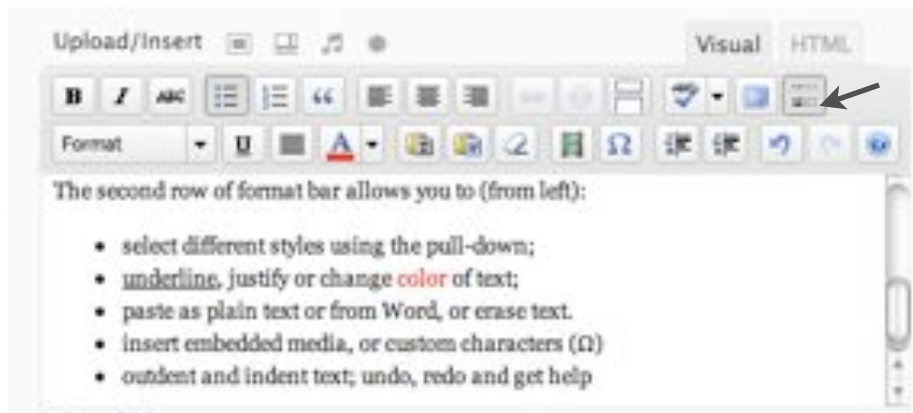 Upload/Insert Visual HTML
B I ABC
Format U A Ω
The second row of format bar allows you to (from left):
• select different styles using the pull-down;
• underline, justify or change color of text;
• paste as plain text or from Word, or erase text.
• insert embedded media, or custom characters (Ω)
• outdent and indent text; undo, redo and get help